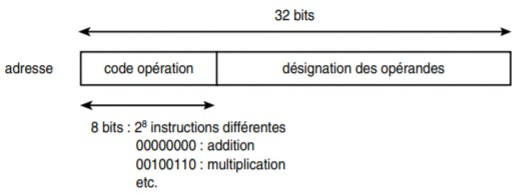 32 bits
adresse code opération désignation des opérandes
8 bits : 2⁸ instructions différentes
00000000 : addition
00100110 : multiplication
etc.